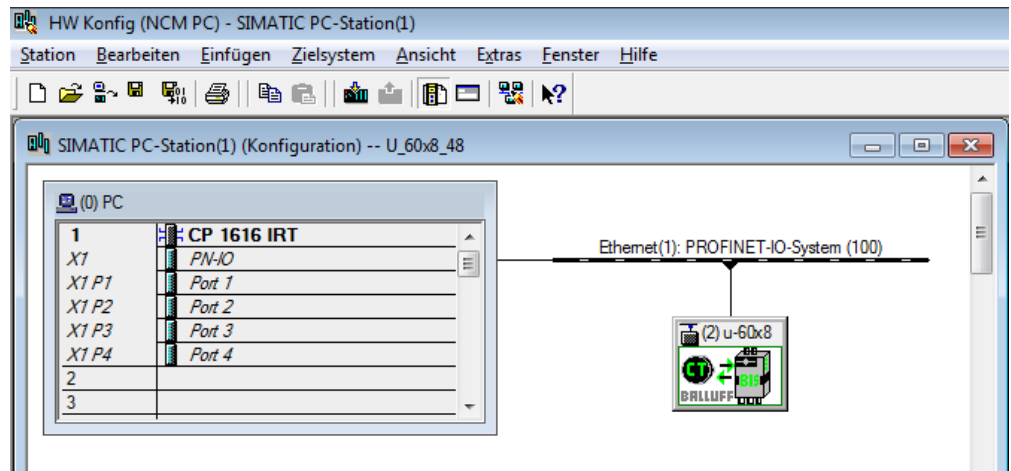 HW Konfig (NCM PC) - SIMATIC PC-Station(1)
Station Bearbeiten Einfügen Zielsystem Ansicht Extras Fenster Hilfe
SIMATIC PC-Station(1) (Konfiguration) -- U_60x8_48
(0) PC
1 CP 1616 IRT
X1 PN-IO
X1 P1 Port 1
X1 P2 Port 2
X1 P3 Port 3
X1 P4 Port 4
2
3
Ethernet(1): PROFINET-IO-System (100)
(2) u-60x8
CT BIS
BALLUFF